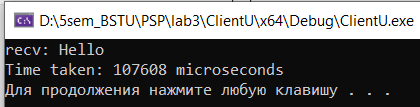 D:\5sem_BSTU\PSP\lab3\ClientU\x64\Debug\ClientU.exe
recv: Hello
Time taken: 107608 microseconds
Для продолжения нажмите любую клавишу . . .